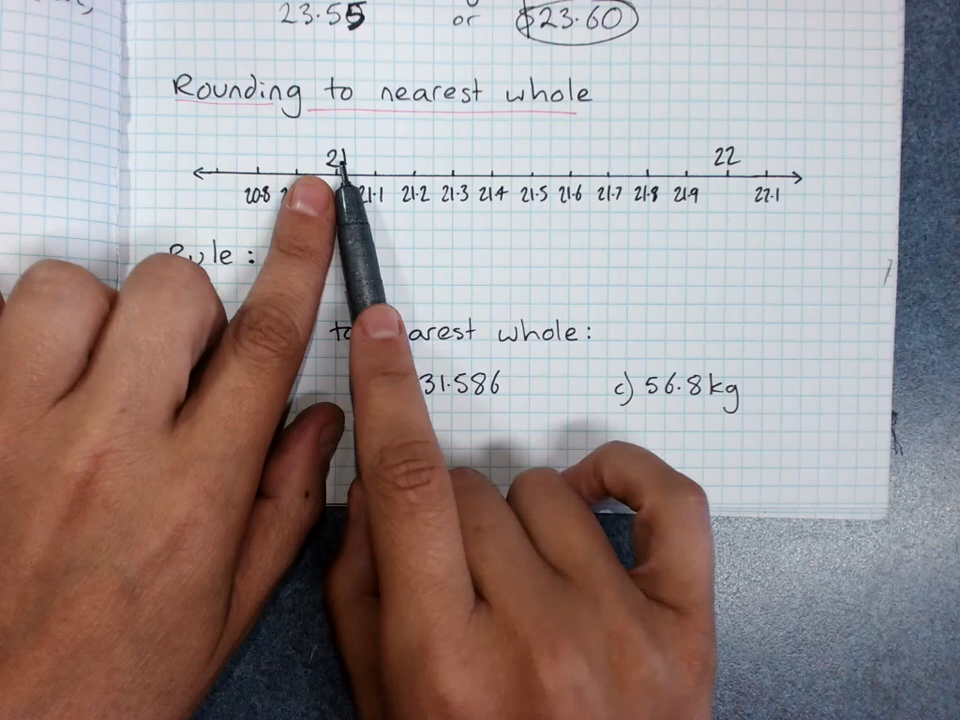 23.55 or $23.60
Rounding to nearest whole
21 22
20.8 21.1 21.2 21.3 21.4 21.5 21.6 21.7 21.8 21.9 22.1
Rule :
to nearest whole:
31.586 c) 56.8kg